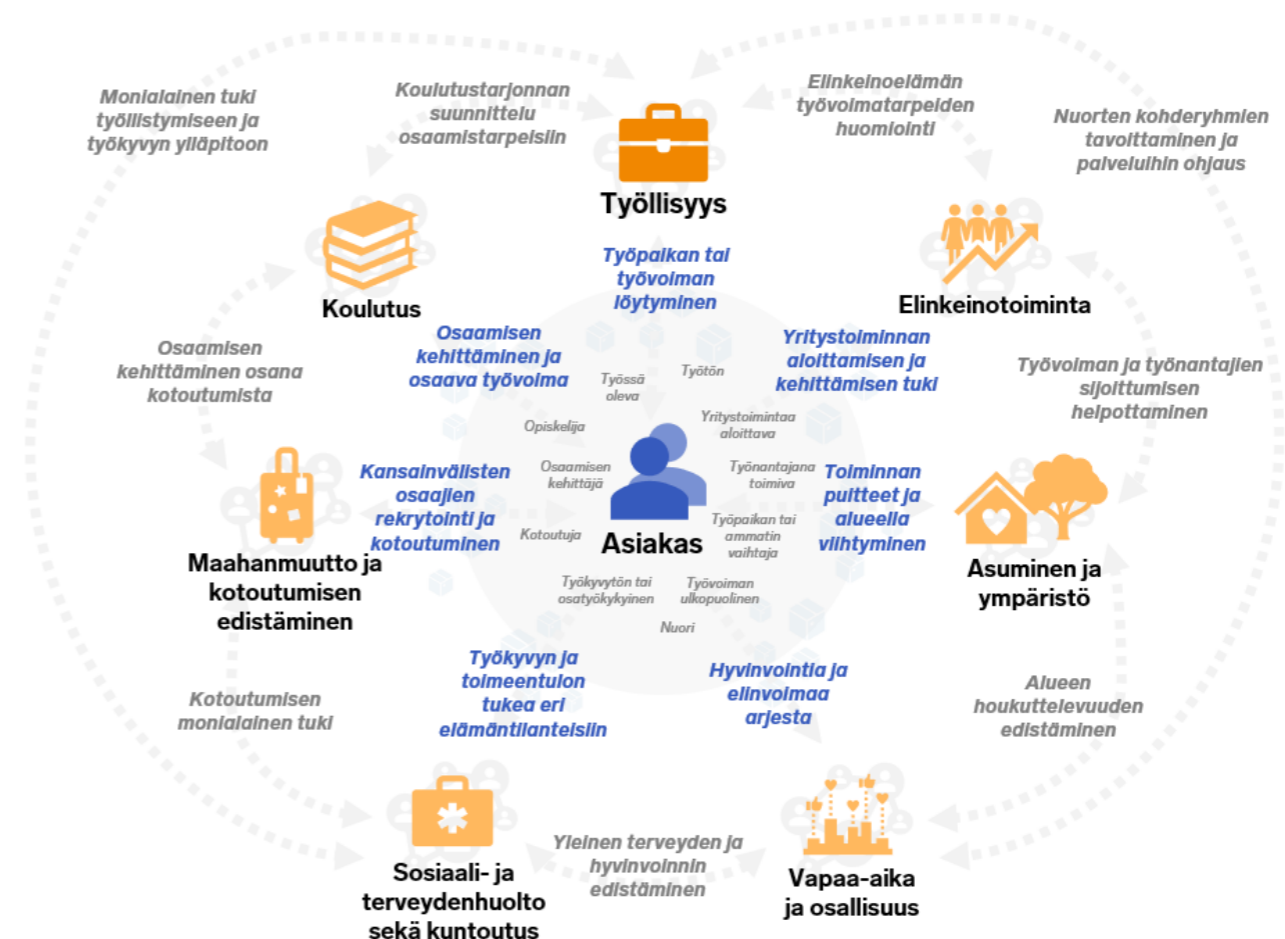 Monialainen tuki
työllistymiseen ja
työkyvyn ylläpitoon
Koulutustarjonnan
suunnittelu
osaamistarpeisiin
Elinkeinoelämän
työvoimatarpeiden
huomiointi
Nuorten kohderyhmien
tavoittaminen ja
palveluihin ohjaus
Työllisyys
Koulutus
Elinkeinotoiminta
Työpaikan tai
työvoiman
löytyminen
Osaamisen
kehittäminen ja
osaava työvoima
Yritystoiminnan
aloittamisen ja
kehittämisen tuki
Osaamisen
kehittäminen osana
kotoutumista
Työvoiman ja työnantajien
sijoittumisen
helpottaminen
Työssä
oleva
Työtön
Opiskelija
Yritystoimintaa
aloittava
Osaamisen
kehittäjä
Työnantajana
toimiva
Kotoutuja
Asiakas
Työpaikan tai
ammatin
vaihtaja
Työkyvytön tai
osatyökykyinen
Työvoiman
ulkopuolinen
Nuori
Kansainvälisten
osaajien
rekrytointi ja
kotoutuminen
Toiminnan
puitteet ja
alueella
viihtyminen
Maahanmuutto ja
kotoutumisen
edistäminen
Asuminen ja
ympäristö
Työkyvyn ja
toimeentulon
tukea eri
elämäntilanteisiin
Hyvinvointia ja
elinvoimaa
arjesta
Kotoutumisen
monialainen tuki
Alueen
houkuttelevuuden
edistäminen
Sosiaali- ja
terveydenhuolto
sekä kuntoutus
Yleinen terveyden ja
hyvinvoinnin
edistäminen
Vapaa-aika
ja osallisuus